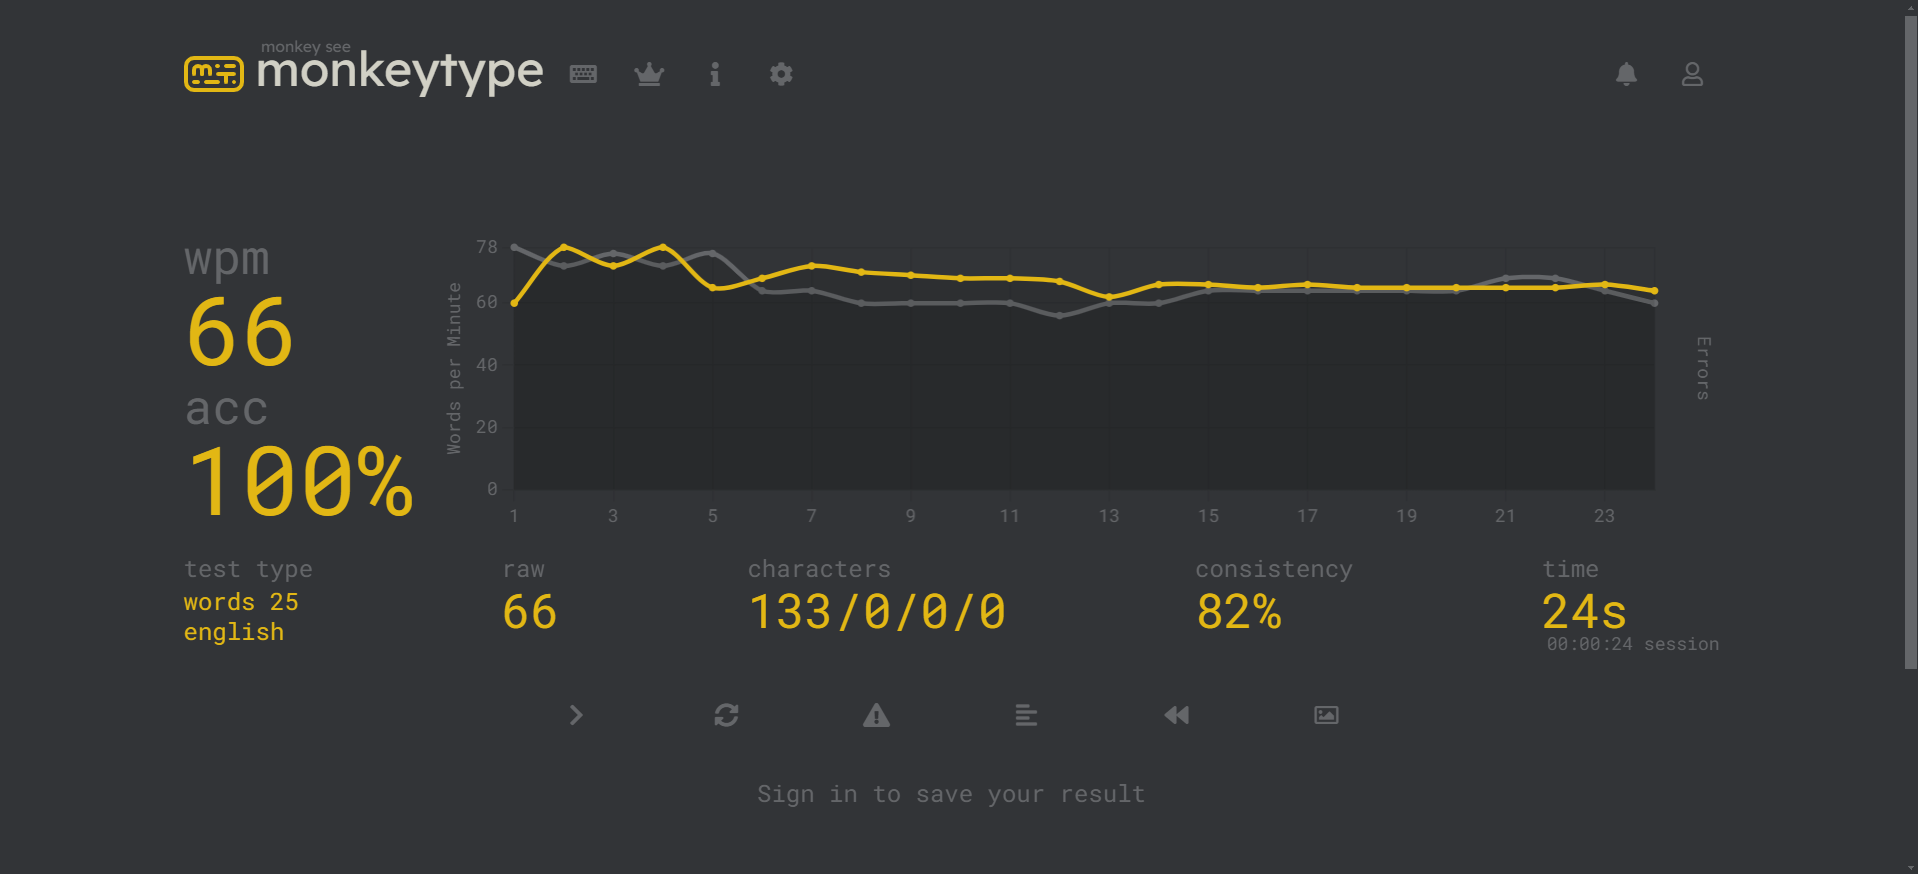 monkey see
monkeytype
wpm
66
acc
100%
Words per Minute
78
60
40
20
0
1 3 5 7 9 11 13 15 17 19 21 23
Errors
test type
words 25
english
raw
66
characters
133/0/0/0
consistency
82%
time
24s
00:00:24 session
Sign in to save your result